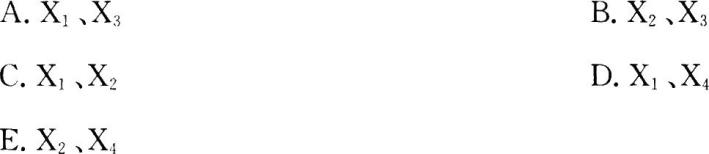 A. X₁、X₃ B. X₂、X₃
C. X₁、X₂ D. X₁、X₄
E. X₂、X₄